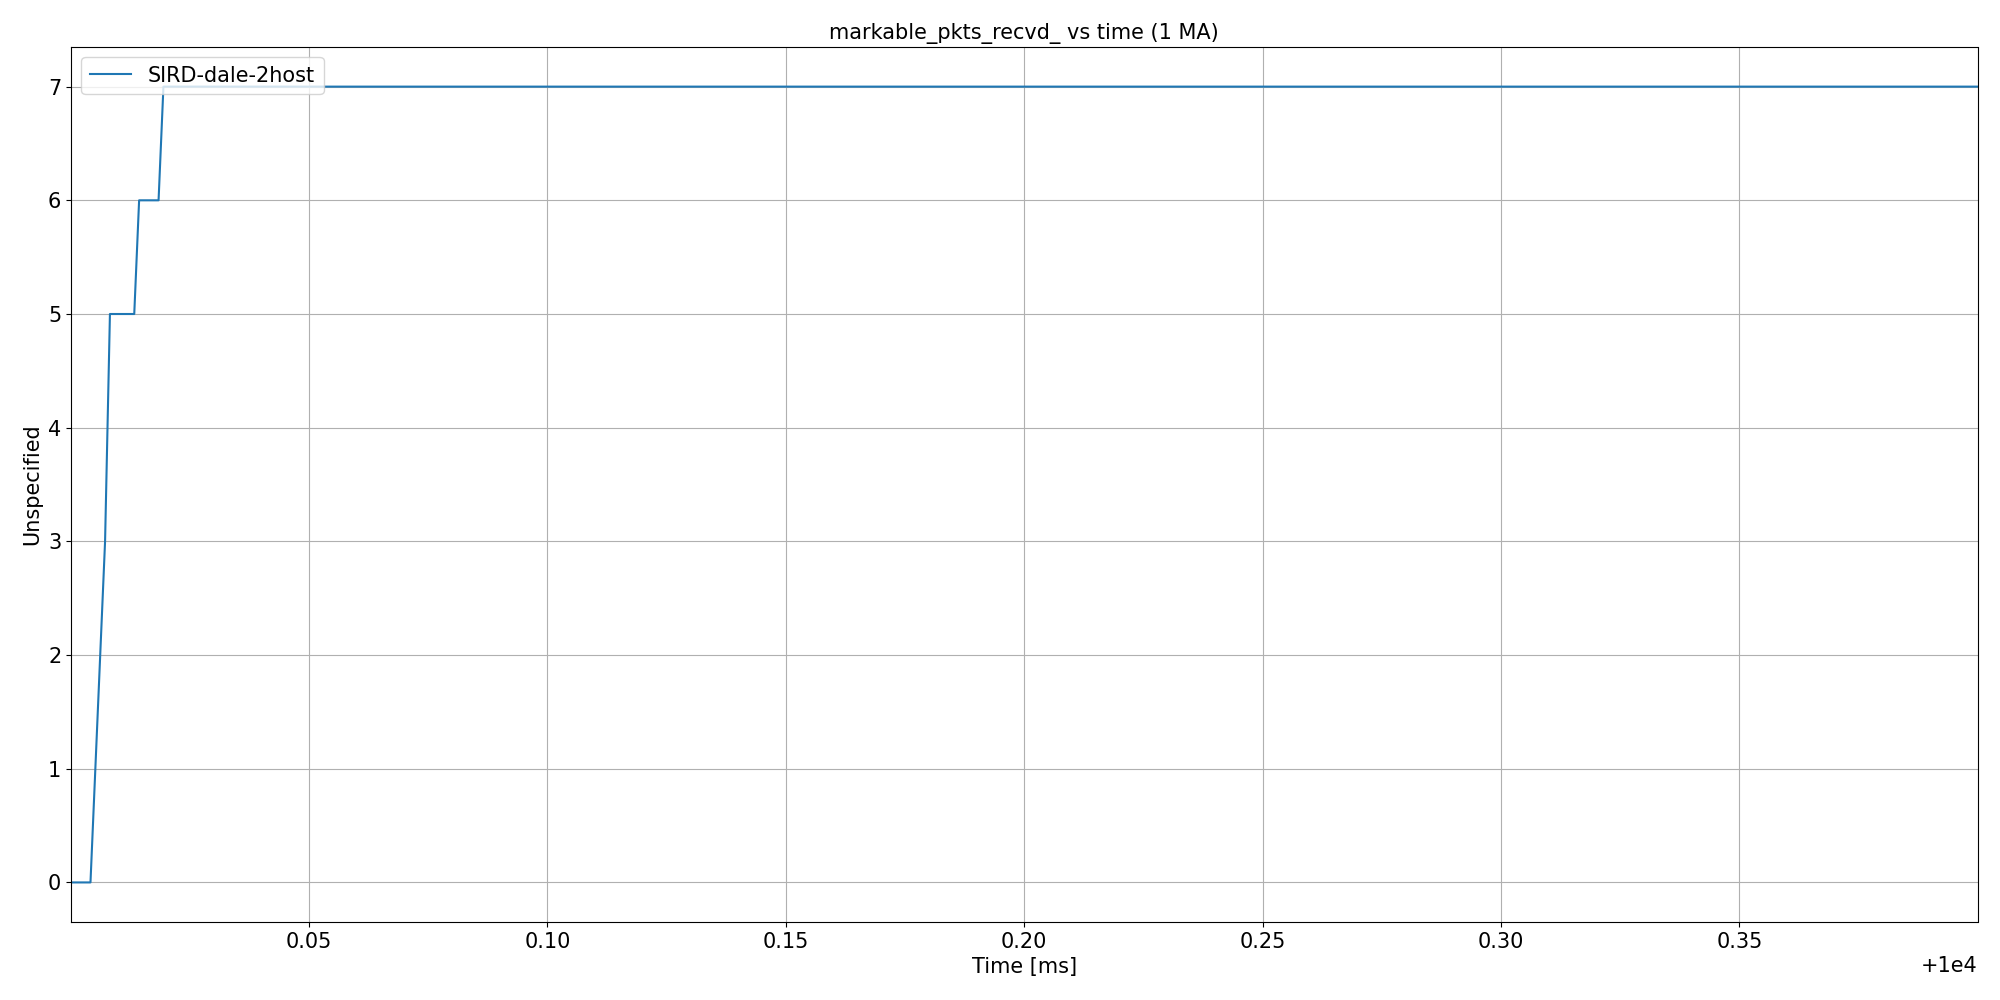 markable_pkts_recvd_ vs time (1 MA)
SIRD-dale-2host
7
6
5
4
3
2
1
0
Unspecified
0.05 0.10 0.15 0.20 0.25 0.30 0.35
Time [ms]
+1e4